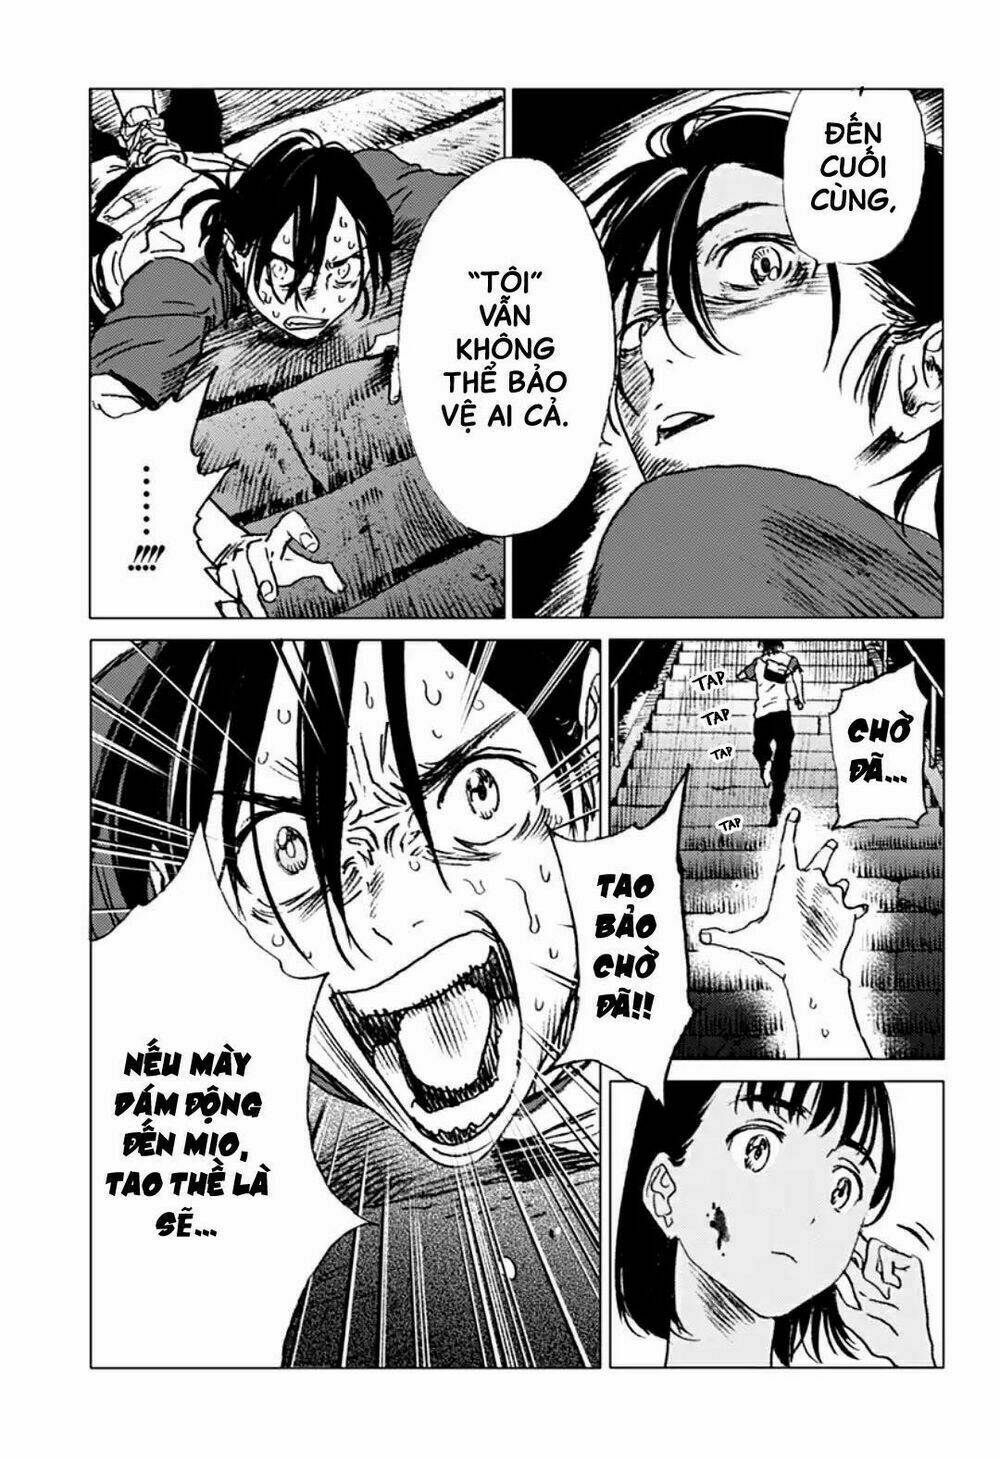 ĐẾN
CUỐI
CÙNG,
"TÔI"
VẪN
KHÔNG
THỂ BẢO
VỆ AI CẢ.
......
!!!!
CHỜ
ĐÃ...
TAP
TAP
TAP
TAP
TAO
BẢO
CHỜ
ĐÃ!!
NẾU MÀY
DÁM ĐỘNG
ĐẾN MIO,
TAO THỀ LÀ
SẼ...